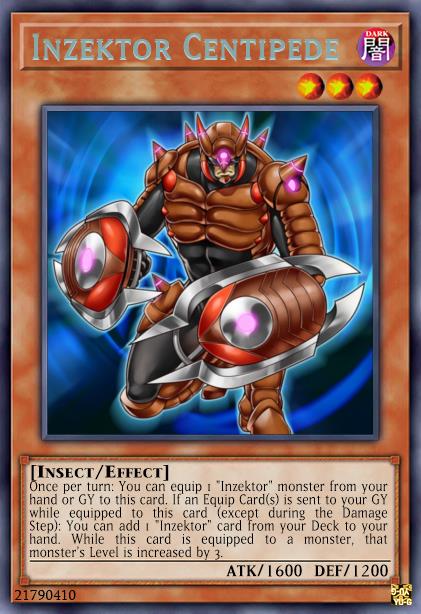 Inzektor Centipede
DARK
闇
[Insect/Effect]
Once per turn: You can equip 1 "Inzektor" monster from your
hand or GY to this card. If an Equip Card(s) is sent to your GY
while equipped to this card (except during the Damage
Step): You can add 1 "Inzektor" card from your Deck to your
hand. While this card is equipped to a monster, that
monster's Level is increased by 3.
ATK/1600 DEF/1200
21790410